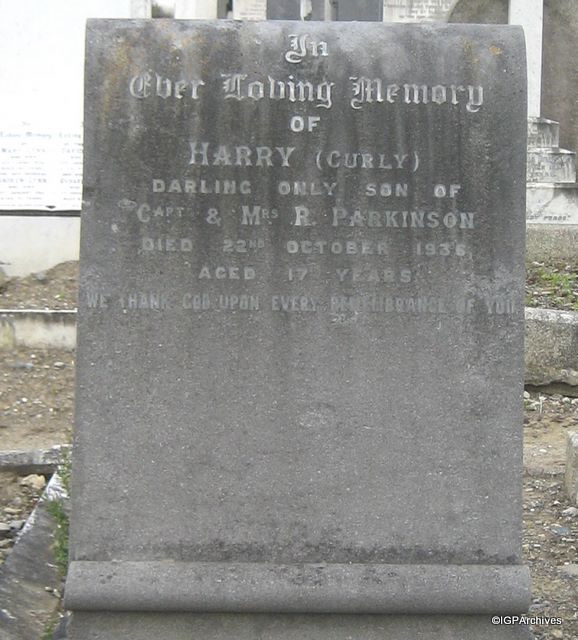 In
Ever Loving Memory
OF
HARRY (CURLY)
DARLING ONLY SON OF
CAPT & MRS R. PARKINSON
DIED 22ND OCTOBER 1936
AGED 17 YEARS
WE THANK GOD UPON EVERY REMEMBRANCE OF YOU
©IGPArchives